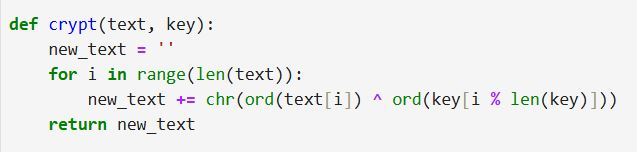 def crypt(text, key):
    new_text = ''
    for i in range(len(text)):
        new_text += chr(ord(text[i]) ^ ord(key[i % len(key)]))
    return new_text